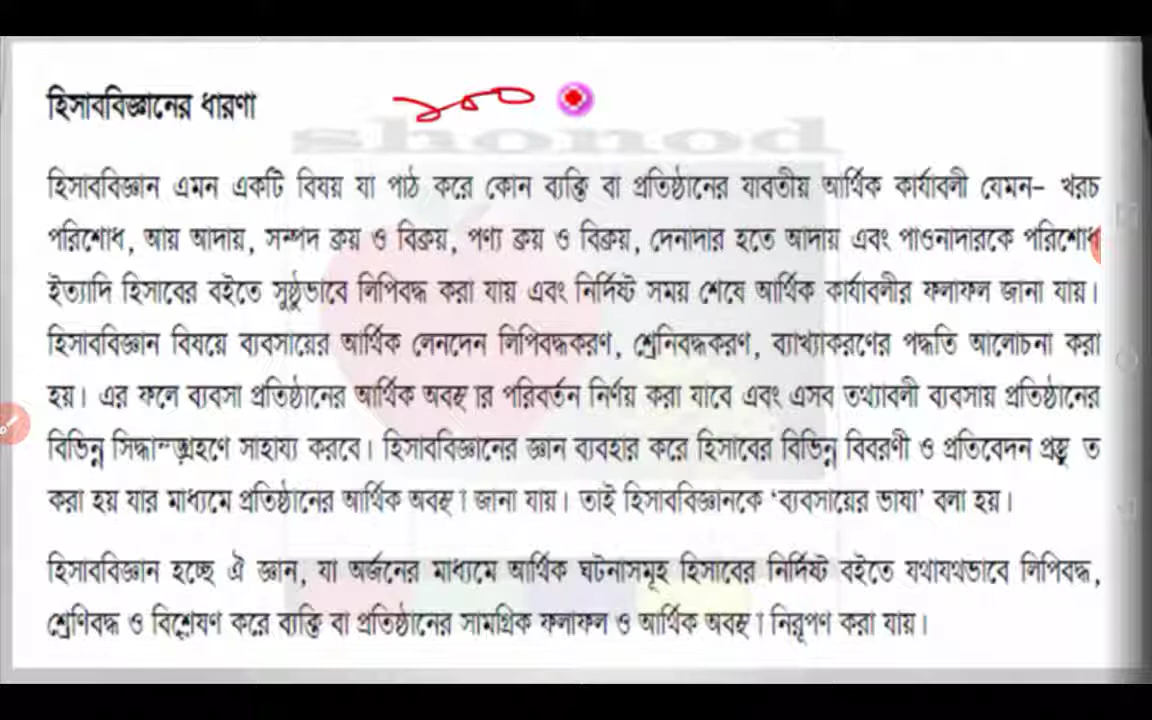 হিসাববিজ্ঞানের ধারণা
shonod
হিসাববিজ্ঞান এমন একটি বিষয় যা পাঠ করে কোন ব্যক্তি বা প্রতিষ্ঠানের যাবতীয় আর্থিক কার্যাবলী যেমন– খরচ
পরিশোধ, আয় আদায়, সম্পদ ক্রয় ও বিক্রয়, পণ্য ক্রয় ও বিক্রয়, দেনাদার হতে আদায় এবং পাওনাদারকে পরিশোধ
ইত্যাদি হিসাবের বইতে সুষ্ঠুভাবে লিপিবদ্ধ করা যায় এবং নির্দিষ্ট সময় শেষে আর্থিক কার্যাবলীর ফলাফল জানা যায়।
হিসাববিজ্ঞান বিষয়ে ব্যবসায়ের আর্থিক লেনদেন লিপিবদ্ধকরণ, শ্রেনিবদ্ধকরণ, ব্যাখ্যাকরণের পদ্ধতি আলোচনা করা
হয়। এর ফলে ব্যবসা প্রতিষ্ঠানের আর্থিক অবস্থার পরিবর্তন নির্ণয় করা যাবে এবং এসব তথ্যাবলী ব্যবসায় প্রতিষ্ঠানের
বিভিন্ন সিদ্ধান্ত গ্রহণে সাহায্য করবে। হিসাববিজ্ঞানের জ্ঞান ব্যবহার করে হিসাবের বিভিন্ন বিবরণী ও প্রতিবেদন প্রস্তুত
করা হয় যার মাধ্যমে প্রতিষ্ঠানের আর্থিক অবস্থা জানা যায়। তাই হিসাববিজ্ঞানকে ‘ব্যবসায়ের ভাষা’ বলা হয়।
হিসাববিজ্ঞান হচ্ছে ঐ জ্ঞান, যা অর্জনের মাধ্যমে আর্থিক ঘটনাসমূহ হিসাবের নির্দিষ্ট বইতে যথাযথভাবে লিপিবদ্ধ,
শ্রেণিবদ্ধ ও বিশ্লেষণ করে ব্যক্তি বা প্রতিষ্ঠানের সামগ্রিক ফলাফল ও আর্থিক অবস্থা নিরূপণ করা যায়।